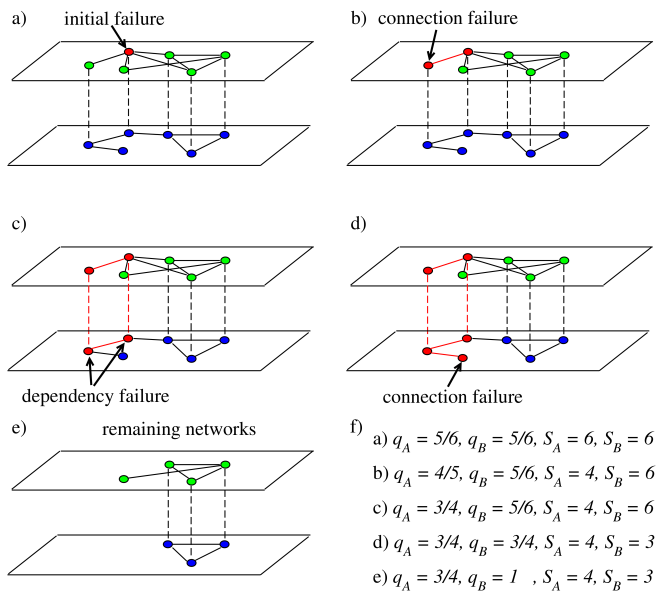 a)
initial failure
b)
connection failure
c)
dependency failure
d)
connection failure
e)
remaining networks
f)
a) q_A = 5/6, q_B = 5/6, S_A = 6, S_B = 6
b) q_A = 4/5, q_B = 5/6, S_A = 4, S_B = 6
c) q_A = 3/4, q_B = 5/6, S_A = 4, S_B = 6
d) q_A = 3/4, q_B = 3/4, S_A = 4, S_B = 3
e) q_A = 3/4, q_B = 1 , S_A = 4, S_B = 3